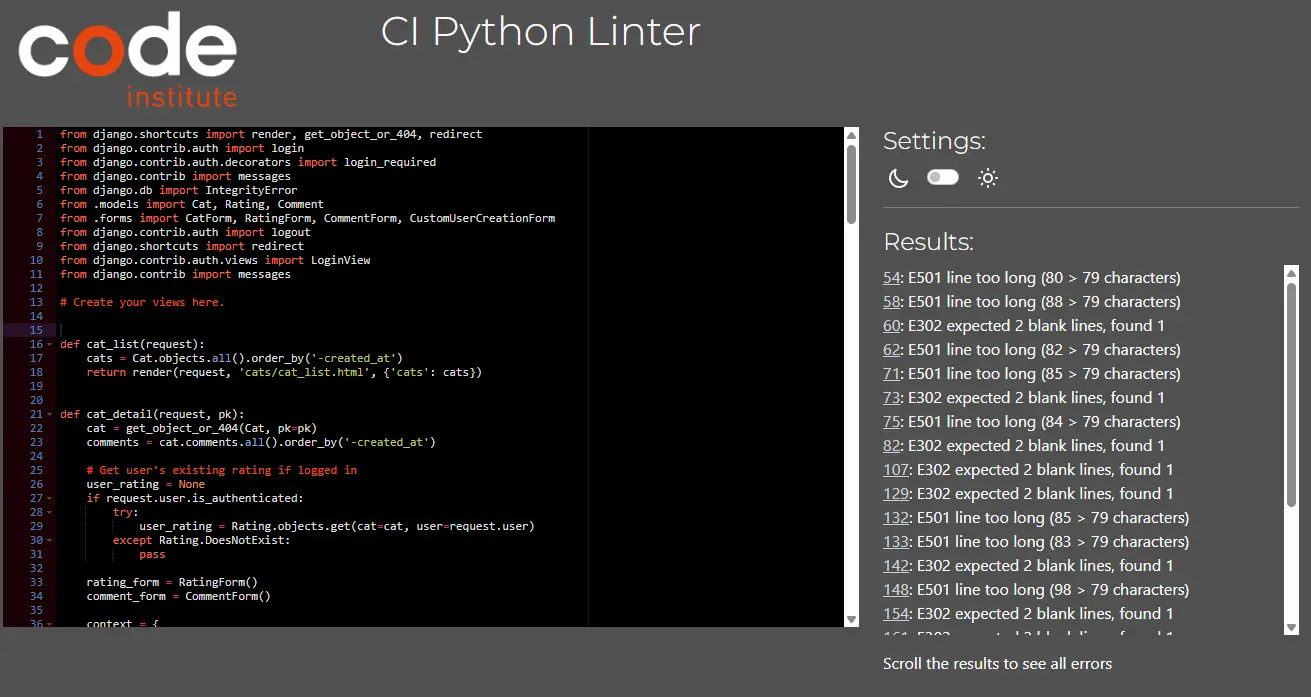 code
institute
CI Python Linter
1 from django.shortcuts import render, get_object_or_404, redirect
2 from django.contrib.auth import login
3 from django.contrib.auth.decorators import login_required
4 from django.contrib import messages
5 from django.db import IntegrityError
6 from .models import Cat, Rating, Comment
7 from .forms import CatForm, RatingForm, CommentForm, CustomUserCreationForm
8 from django.contrib.auth import logout
9 from django.shortcuts import redirect
10 from django.contrib.auth.views import LoginView
11 from django.contrib import messages
12
13 # Create your views here.
14
15
16 def cat_list(request):
17     cats = Cat.objects.all().order_by('-created_at')
18     return render(request, 'cats/cat_list.html', {'cats': cats})
19
20
21 def cat_detail(request, pk):
22     cat = get_object_or_404(Cat, pk=pk)
23     comments = cat.comments.all().order_by('-created_at')
24
25     # Get user's existing rating if logged in
26     user_rating = None
27     if request.user.is_authenticated:
28         try:
29             user_rating = Rating.objects.get(cat=cat, user=request.user)
30         except Rating.DoesNotExist:
31             pass
32
33     rating_form = RatingForm()
34     comment_form = CommentForm()
35
36     context = {
Settings:
Results:
54: E501 line too long (80 > 79 characters)
58: E501 line too long (88 > 79 characters)
60: E302 expected 2 blank lines, found 1
62: E501 line too long (82 > 79 characters)
71: E501 line too long (85 > 79 characters)
73: E302 expected 2 blank lines, found 1
75: E501 line too long (84 > 79 characters)
82: E302 expected 2 blank lines, found 1
107: E302 expected 2 blank lines, found 1
129: E302 expected 2 blank lines, found 1
132: E501 line too long (85 > 79 characters)
133: E501 line too long (83 > 79 characters)
142: E302 expected 2 blank lines, found 1
148: E501 line too long (98 > 79 characters)
154: E302 expected 2 blank lines, found 1
Scroll the results to see all errors